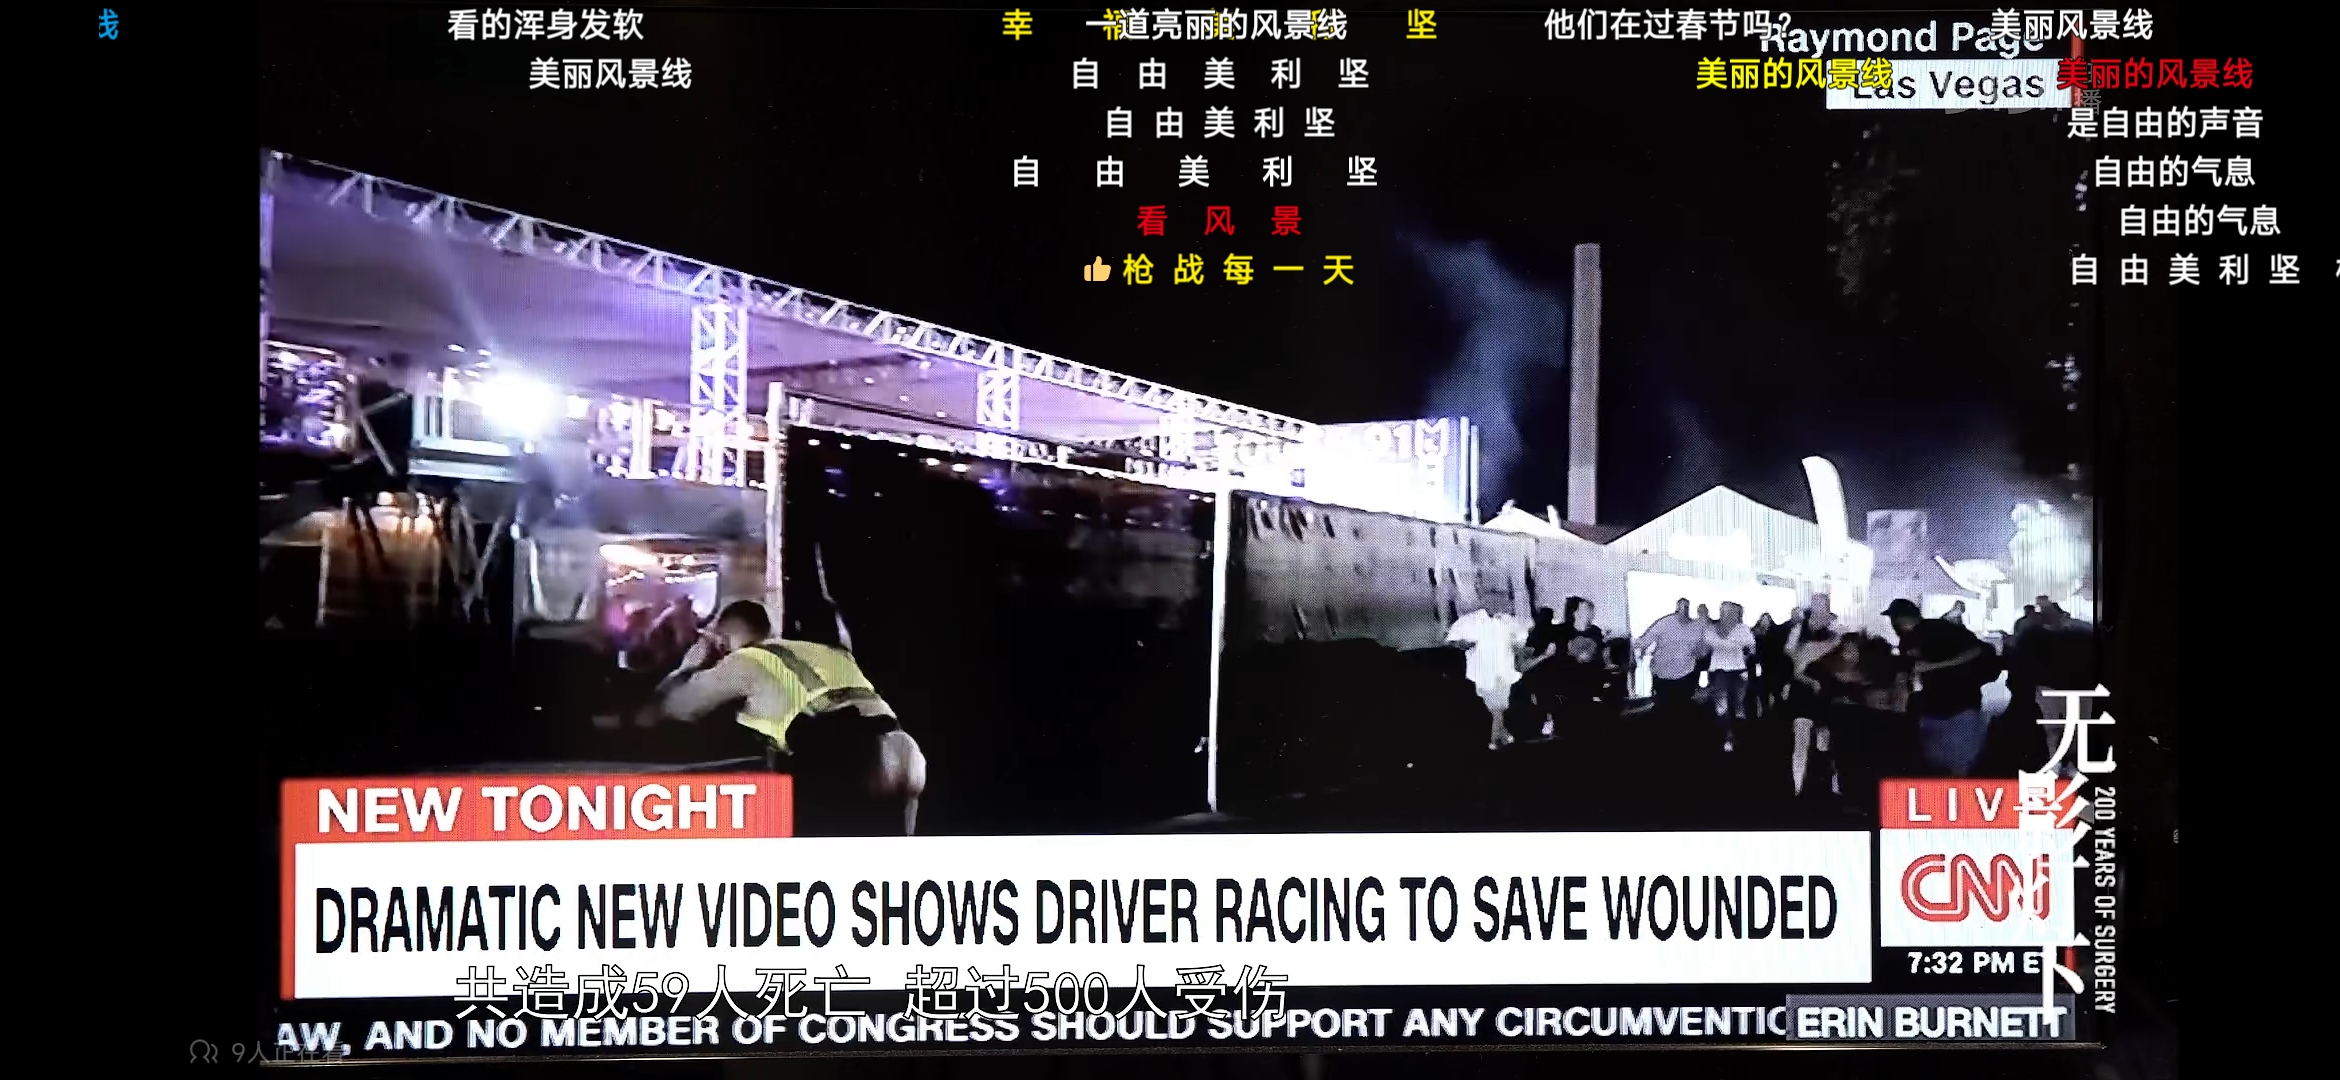 线
看的浑身发软
幸福美利坚
一道亮丽的风景线
他们在过春节吗?
美丽风景线
Raymond Page
美丽风景线
自由美利坚
美丽的风景线
美丽的风景线
Las Vegas
自由美利坚
是自由的声音
自由美利坚
自由的气息
看风景
自由的气息
👍枪战每一天
自由美利坚
无影灯下
200 YEARS OF SURGERY
NEW TONIGHT
LIVE
DRAMATIC NEW VIDEO SHOWS DRIVER RACING TO SAVE WOUNDED
CNN
7:32 PM ET
共造成59人死亡 超过500人受伤
AW, AND NO MEMBER OF CONGRESS SHOULD SUPPORT ANY CIRCUMVENTIO
ERIN BURNETT
9人正在看